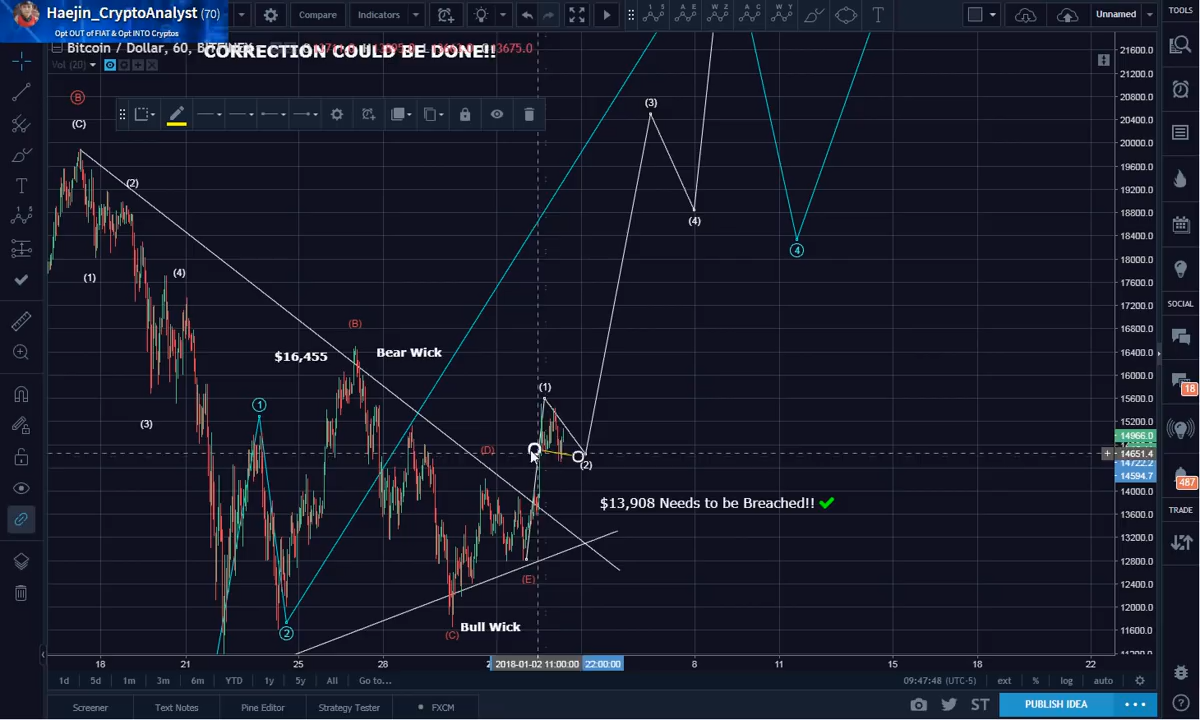 Haejin_CryptoAnalyst (70)
Compare
Indicators
Unnamed
TOOLS
Opt OUT of FIAT & Opt INTO Cryptos
Bitcoin / Dollar, 60, BITFINEX
13675.0
CORRECTION COULD BE DONE!!
Vol (20)
21600.0
21200.0
20800.0
20400.0
20000.0
19600.0
19200.0
18800.0
18400.0
18000.0
17600.0
17200.0
16800.0
16400.0
16000.0
15600.0
15200.0
14966.0
14651.4
14722.2
14594.7
14000.0
13600.0
13200.0
12800.0
12400.0
12000.0
11600.0
B
(C)
(2)
(1)
(4)
(3)
(B)
$16,455
Bear Wick
1
2
(D)
(C)
Bull Wick
(E)
(1)
(2)
(3)
(4)
4
$13,908 Needs to be Breached!!
SOCIAL
18
487
TRADE
18
21
25
28
2018-01-02 11:00:00
22:00:00
8
11
15
18
22
1d
5d
1m
3m
6m
YTD
1y
5y
All
Go to...
09:47:48 (UTC-5)
ext
%
log
auto
Screener
Text Notes
Pine Editor
Strategy Tester
FXCM
ST
PUBLISH IDEA